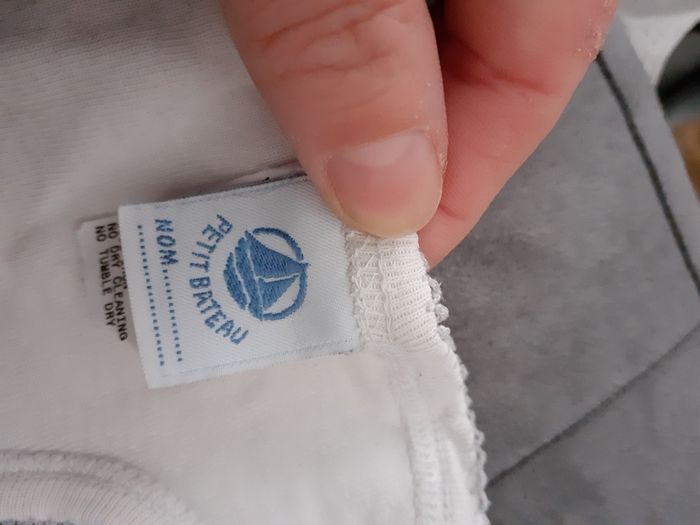 PETIT BATEAU
NOM
NO DRY CLEANING
NO TUMBLE DRY